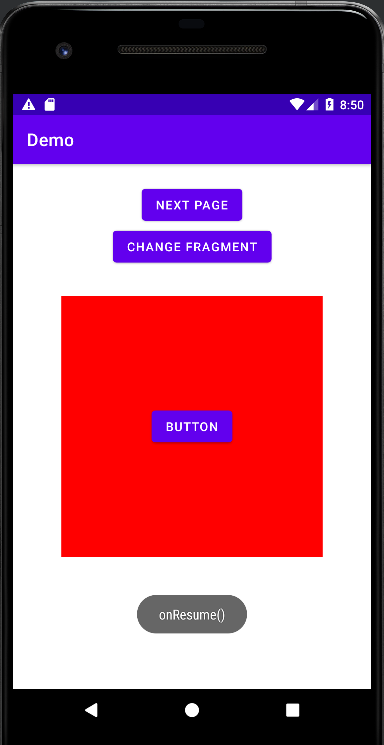 8:50
Demo
NEXT PAGE
CHANGE FRAGMENT
BUTTON
onResume()